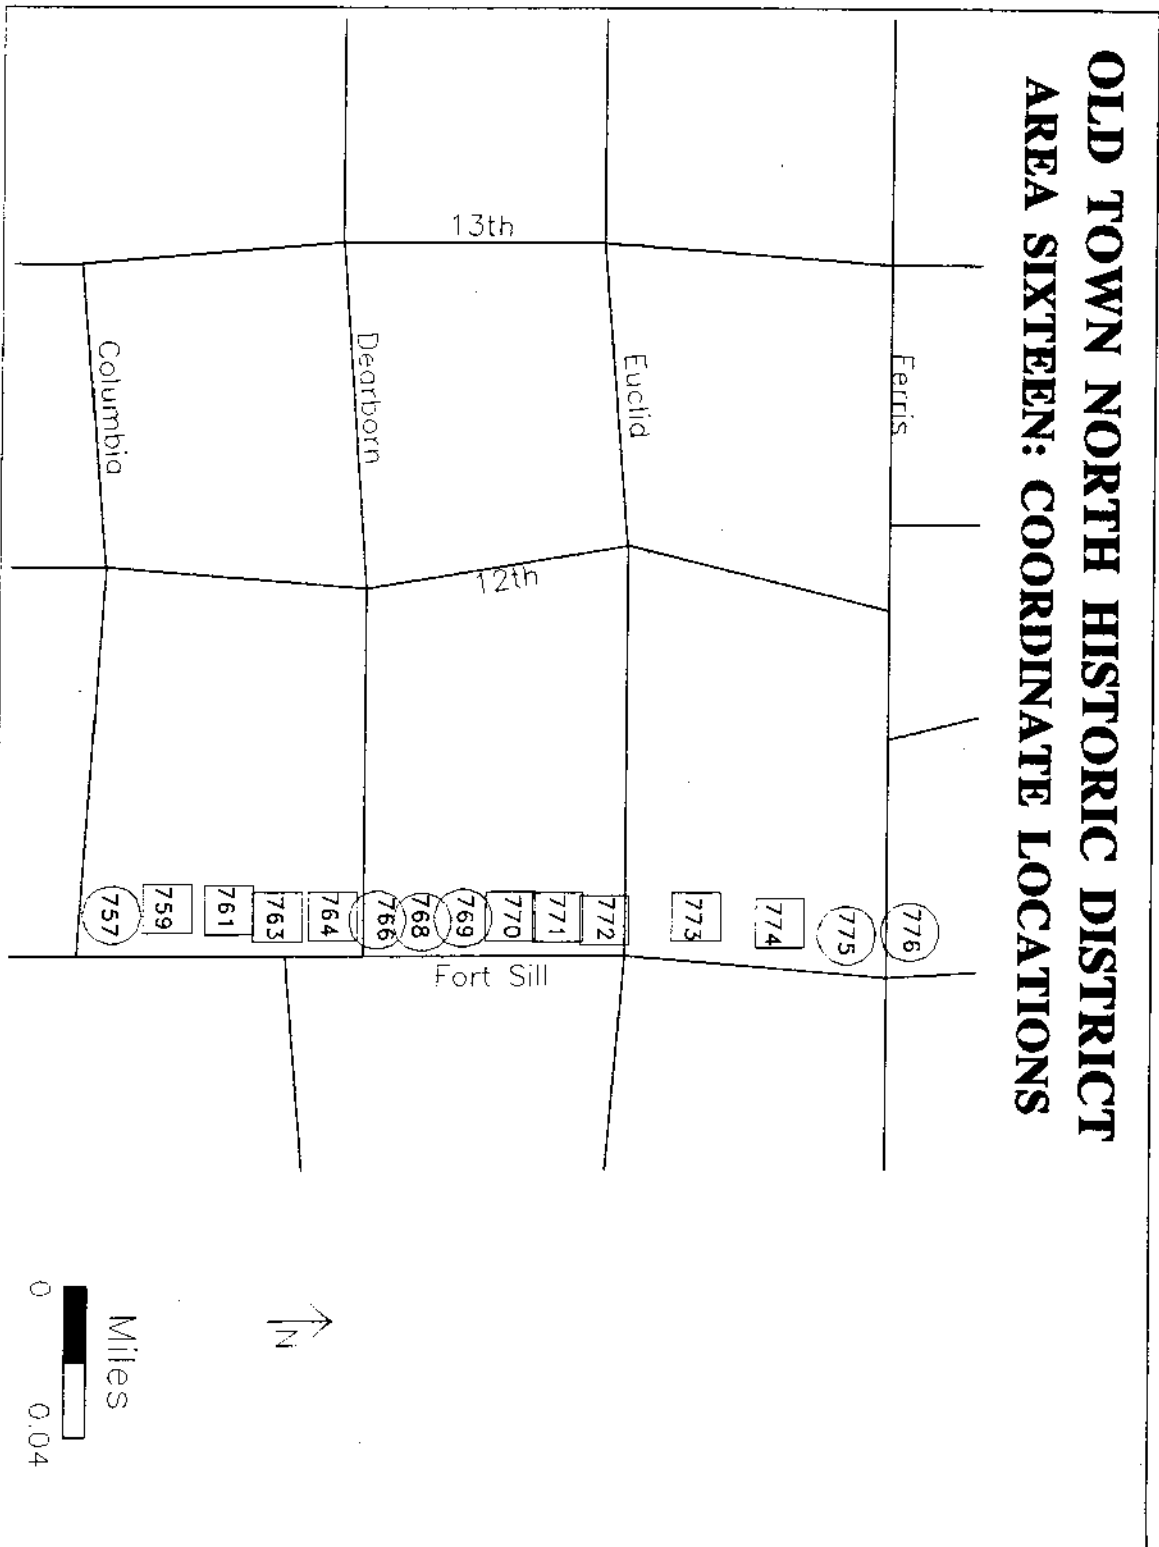 OLD TOWN NORTH HISTORIC DISTRICT
AREA SIXTEEN: COORDINATE LOCATIONS
Ferris
Euclid
Dearborn
Columbia
13th
12th
Fort Sill
776
775
774
773
772
771
770
769
768
766
764
763
761
759
757
N
Miles
0
0.04